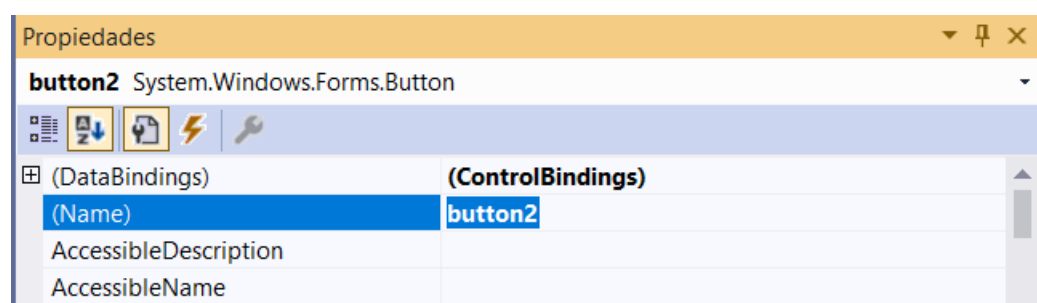 Propiedades
button2 System.Windows.Forms.Button
(DataBindings) (ControlBindings)
(Name) button2
AccessibleDescription
AccessibleName